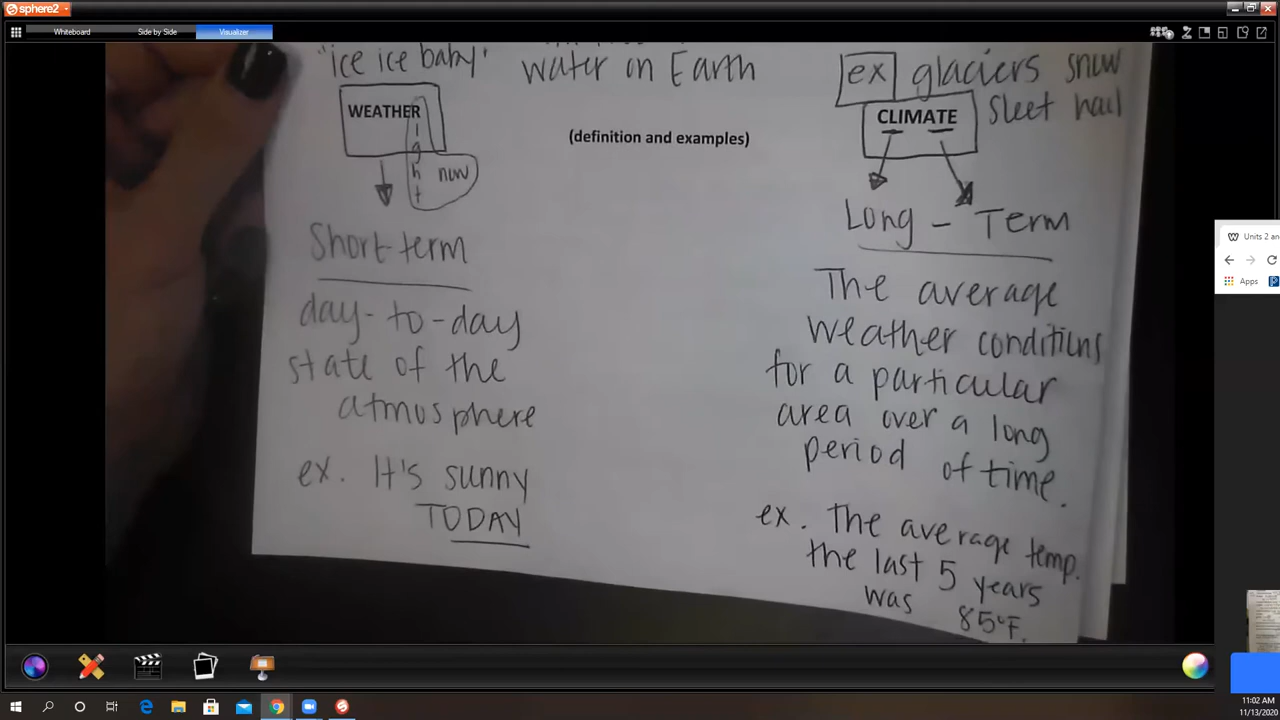 sphere2
Whiteboard
Side by Side
Visualizer
"ice ice baby"
water on Earth
ex glaciers snow
sleet hail
WEATHER
ight
now
(definition and examples)
CLIMATE
Short-term
Long - Term
day-to-day
state of the
atmosphere
The average
weather conditions
for a particular
area over a long
period of time.
ex. It's sunny
TODAY
ex. The average temp.
the last 5 years
was 85°F.
Units 2 an
Apps
11:02 AM
11/13/2020